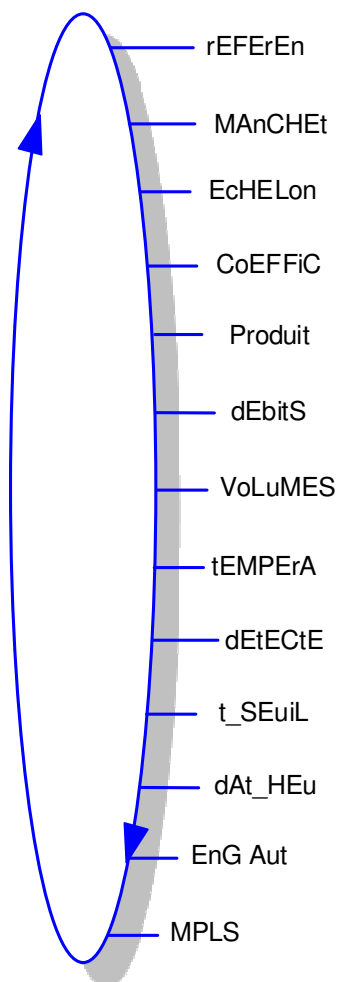 rEFErEn
MAnCHEt
EcHELon
CoEFFiC
Produit
dEbitS
VoLuMES
tEMPErA
dEtECtE
t_SEuiL
dAt_HEu
EnG Aut
MPLS